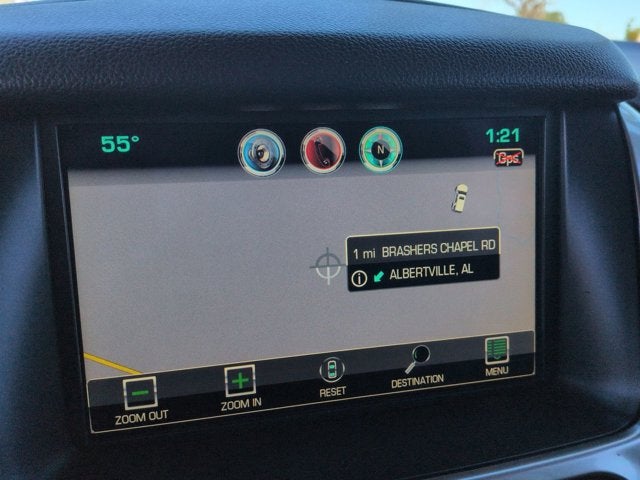 55°
N
1:21
Gps
1 mi BRASHERS CHAPEL RD
ALBERTVILLE, AL
ZOOM OUT
ZOOM IN
RESET
DESTINATION
MENU